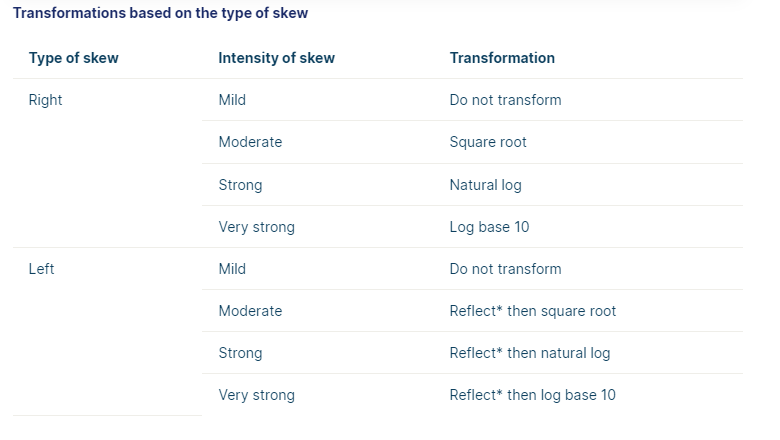 Transformations based on the type of skew
Type of skew Intensity of skew Transformation
Right Mild Do not transform
Moderate Square root
Strong Natural log
Very strong Log base 10
Left Mild Do not transform
Moderate Reflect* then square root
Strong Reflect* then natural log
Very strong Reflect* then log base 10